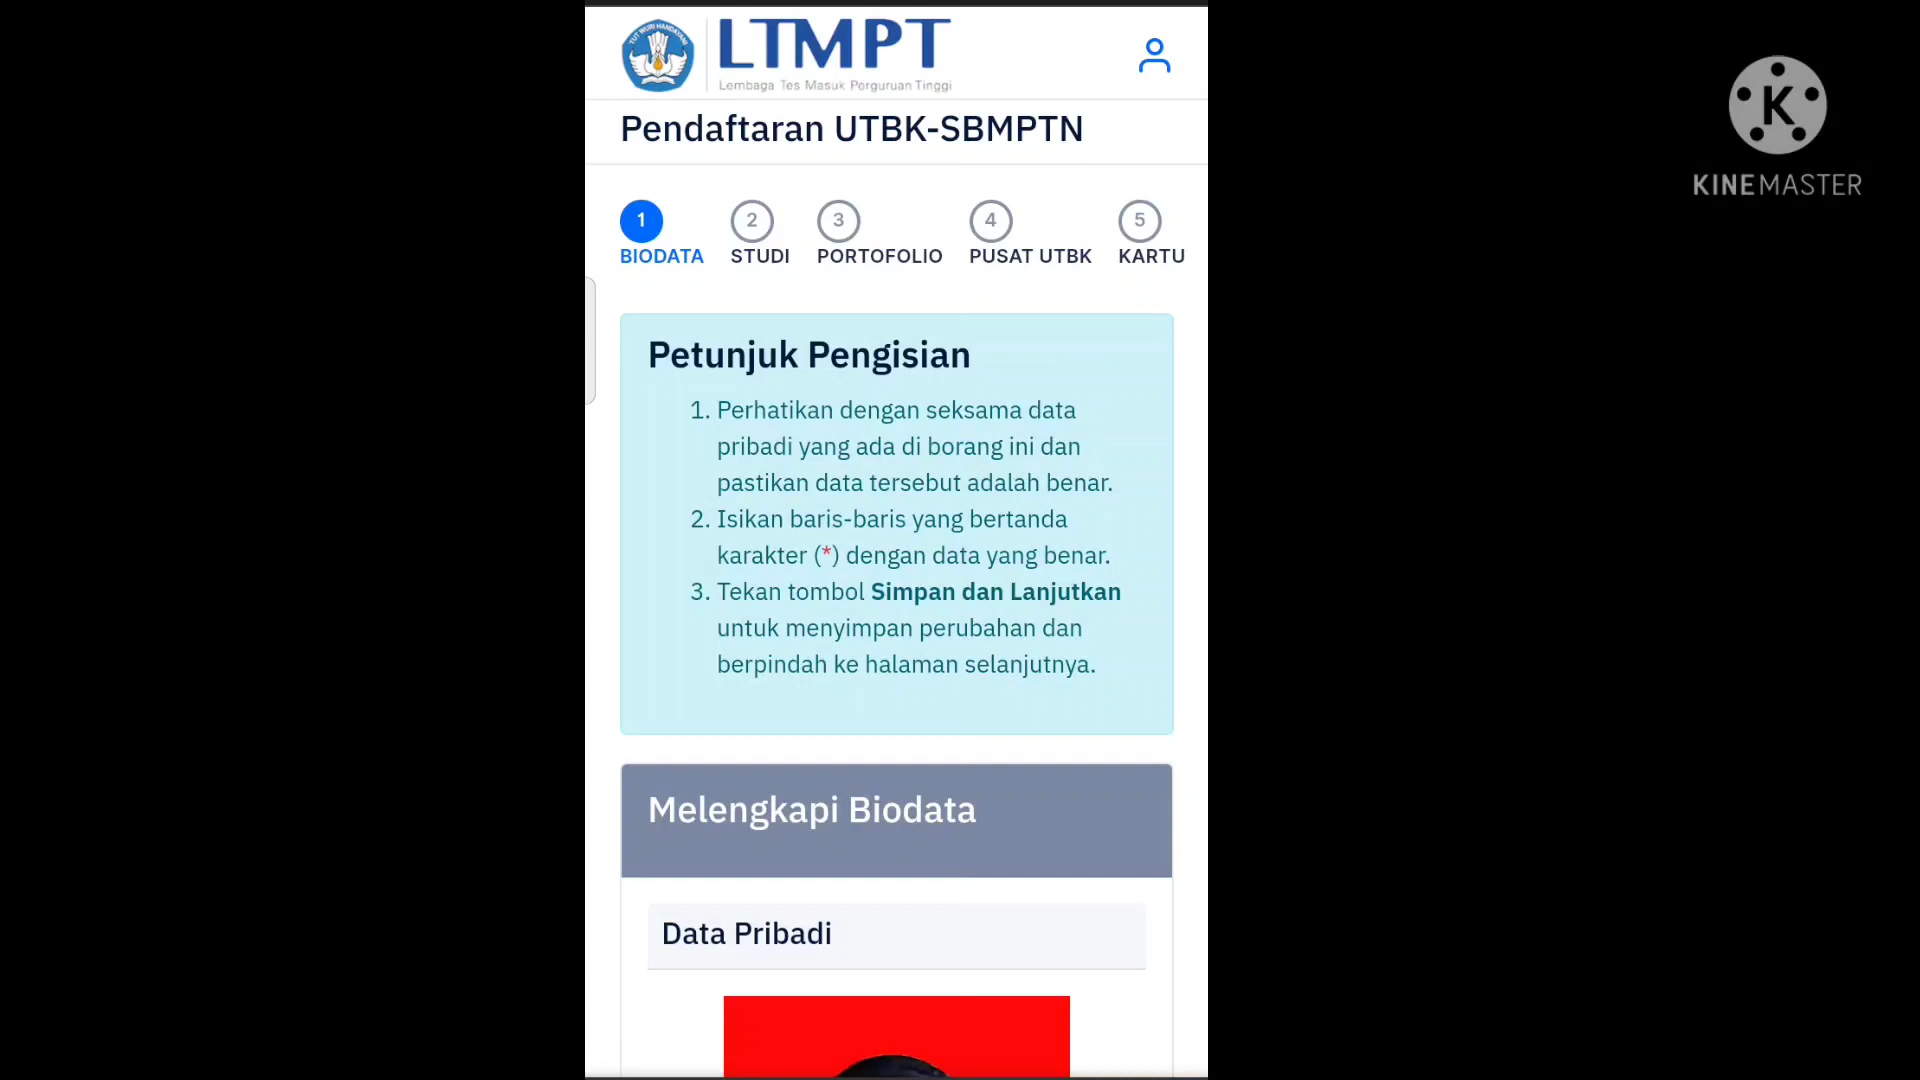 TUT WURI HANDAYANI
LTMPT
Lembaga Tes Masuk Perguruan Tinggi
K
KINEMASTER
Pendaftaran UTBK-SBMPTN
1 2 3 4 5
BIODATA STUDI PORTOFOLIO PUSAT UTBK KARTU
Petunjuk Pengisian
1. Perhatikan dengan seksama data
pribadi yang ada di borang ini dan
pastikan data tersebut adalah benar.
2. Isikan baris-baris yang bertanda
karakter (*) dengan data yang benar.
3. Tekan tombol Simpan dan Lanjutkan
untuk menyimpan perubahan dan
berpindah ke halaman selanjutnya.
Melengkapi Biodata
Data Pribadi